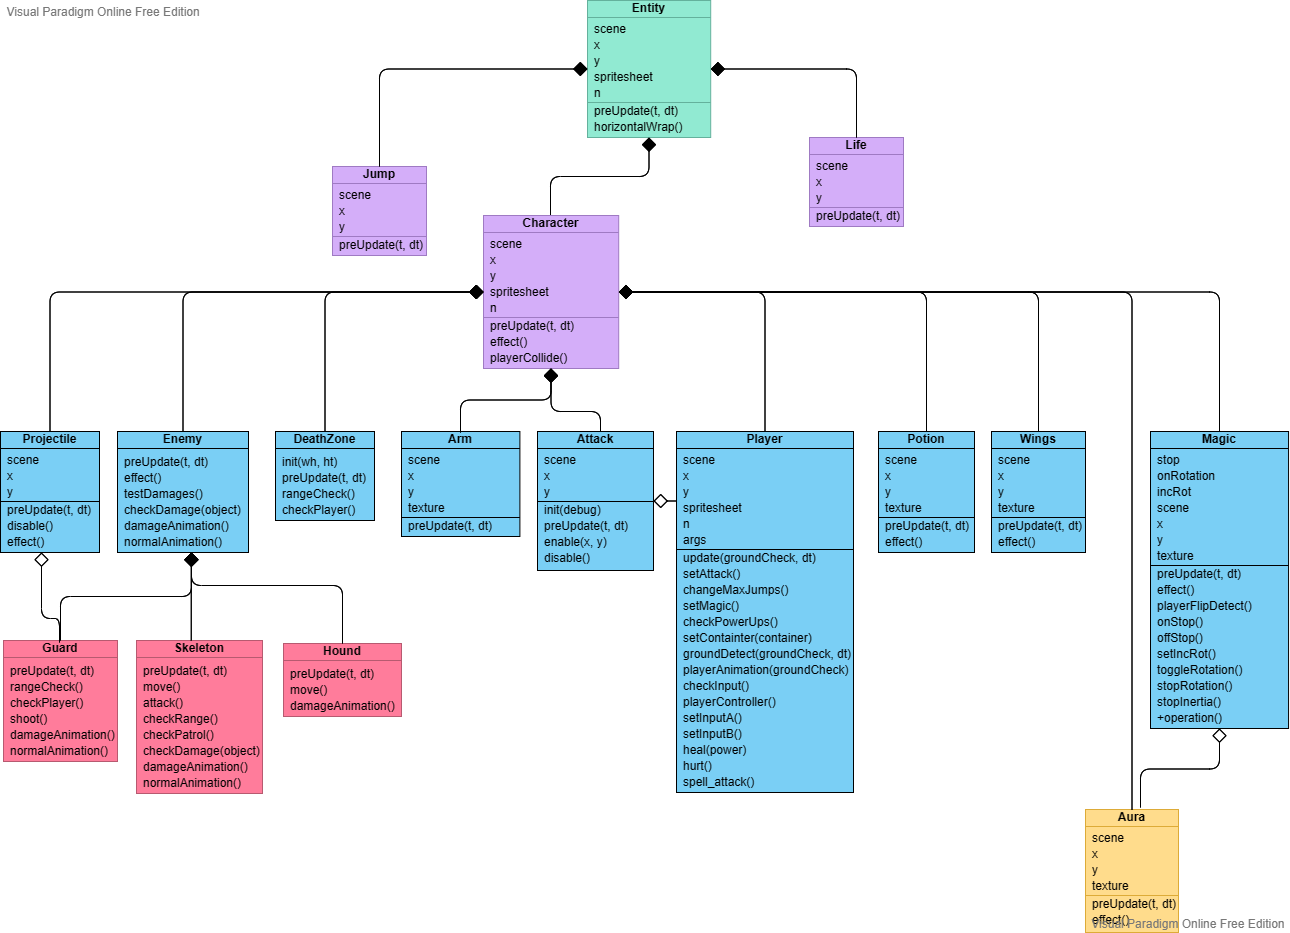 Visual Paradigm Online Free Edition
Entity
scene
x
y
spritesheet
n
preUpdate(t, dt)
horizontalWrap()
Jump
scene
x
y
preUpdate(t, dt)
Life
scene
x
y
preUpdate(t, dt)
Character
scene
x
y
spritesheet
n
preUpdate(t, dt)
effect()
playerCollide()
Projectile
scene
x
y
preUpdate(t, dt)
disable()
effect()
Enemy
preUpdate(t, dt)
effect()
testDamages()
checkDamage(object)
damageAnimation()
normalAnimation()
DeathZone
init(wh, ht)
preUpdate(t, dt)
rangeCheck()
checkPlayer()
Arm
scene
x
y
texture
preUpdate(t, dt)
Attack
scene
x
y
init(debug)
preUpdate(t, dt)
enable(x, y)
disable()
Player
scene
x
y
spritesheet
n
args
update(groundCheck, dt)
setAttack()
changeMaxJumps()
setMagic()
checkPowerUps()
setContainter(container)
groundDetect(groundCheck, dt)
playerAnimation(groundCheck)
checkInput()
playerController()
setInputA()
setInputB()
heal(power)
hurt()
spell_attack()
Potion
scene
x
y
texture
preUpdate(t, dt)
effect()
Wings
scene
x
y
texture
preUpdate(t, dt)
effect()
Magic
stop
onRotation
incRot
scene
x
y
texture
preUpdate(t, dt)
effect()
playerFlipDetect()
onStop()
offStop()
setIncRot()
toggleRotation()
stopRotation()
stopInertia()
+operation()
Guard
preUpdate(t, dt)
rangeCheck()
checkPlayer()
shoot()
damageAnimation()
normalAnimation()
Skeleton
preUpdate(t, dt)
move()
attack()
checkRange()
checkPatrol()
checkDamage(object)
damageAnimation()
normalAnimation()
Hound
preUpdate(t, dt)
move()
damageAnimation()
Aura
scene
x
y
texture
preUpdate(t, dt)
effect()
Visual Paradigm Online Free Edition